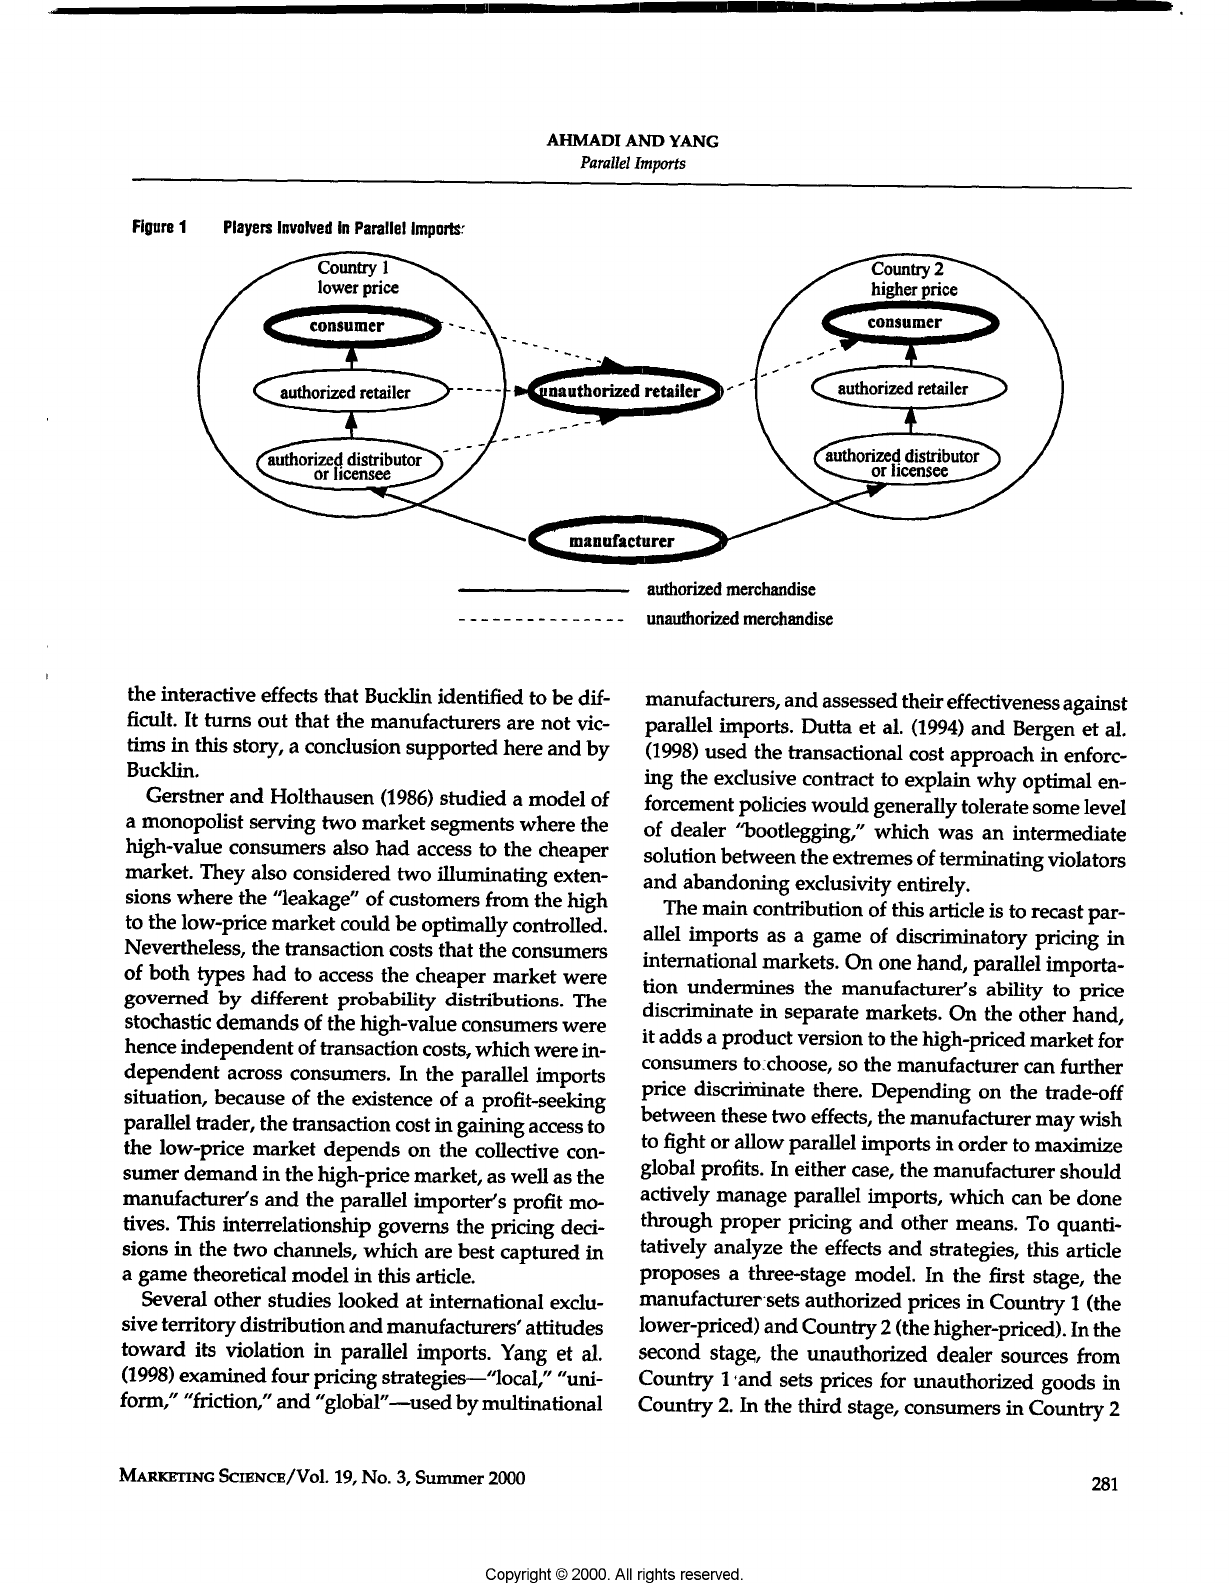 AHMADI AND YANG
Parallel Imports
Figure 1 Players Involved in Parallel Imports:
Country 1
lower price
consumer
authorized retailer
authorized distributor
or licensee
unauthorized retailer
manufacturer
Country 2
higher price
consumer
authorized retailer
authorized distributor
or licensee
authorized merchandise
unauthorized merchandise
the interactive effects that Bucklin identified to be dif-
ficult. It turns out that the manufacturers are not vic-
tims in this story, a conclusion supported here and by
Bucklin.
Gerstner and Holthausen (1986) studied a model of
a monopolist serving two market segments where the
high-value consumers also had access to the cheaper
market. They also considered two illuminating exten-
sions where the "leakage" of customers from the high
to the low-price market could be optimally controlled.
Nevertheless, the transaction costs that the consumers
of both types had to access the cheaper market were
governed by different probability distributions. The
stochastic demands of the high-value consumers were
hence independent of transaction costs, which were in-
dependent across consumers. In the parallel imports
situation, because of the existence of a profit-seeking
parallel trader, the transaction cost in gaining access to
the low-price market depends on the collective con-
sumer demand in the high-price market, as well as the
manufacturer's and the parallel importer's profit mo-
tives. This interrelationship governs the pricing deci-
sions in the two channels, which are best captured in
a game theoretical model in this article.
Several other studies looked at international exclu-
sive territory distribution and manufacturers' attitudes
toward its violation in parallel imports. Yang et al.
(1998) examined four pricing strategies—"local," "uni-
form," "friction," and "global"—used by multinational
manufacturers, and assessed their effectiveness against
parallel imports. Dutta et al. (1994) and Bergen et al.
(1998) used the transactional cost approach in enforc-
ing the exclusive contract to explain why optimal en-
forcement policies would generally tolerate some level
of dealer "bootlegging," which was an intermediate
solution between the extremes of terminating violators
and abandoning exclusivity entirely.
The main contribution of this article is to recast par-
allel imports as a game of discriminatory pricing in
international markets. On one hand, parallel importa-
tion undermines the manufacturer's ability to price
discriminate in separate markets. On the other hand,
it adds a product version to the high-priced market for
consumers to choose, so the manufacturer can further
price discriminate there. Depending on the trade-off
between these two effects, the manufacturer may wish
to fight or allow parallel imports in order to maximize
global profits. In either case, the manufacturer should
actively manage parallel imports, which can be done
through proper pricing and other means. To quanti-
tatively analyze the effects and strategies, this article
proposes a three-stage model. In the first stage, the
manufacturer sets authorized prices in Country 1 (the
lower-priced) and Country 2 (the higher-priced). In the
second stage, the unauthorized dealer sources from
Country 1 and sets prices for unauthorized goods in
Country 2. In the third stage, consumers in Country 2
MARKETING SCIENCE/Vol. 19, No. 3, Summer 2000
281
Copyright © 2000. All rights reserved.